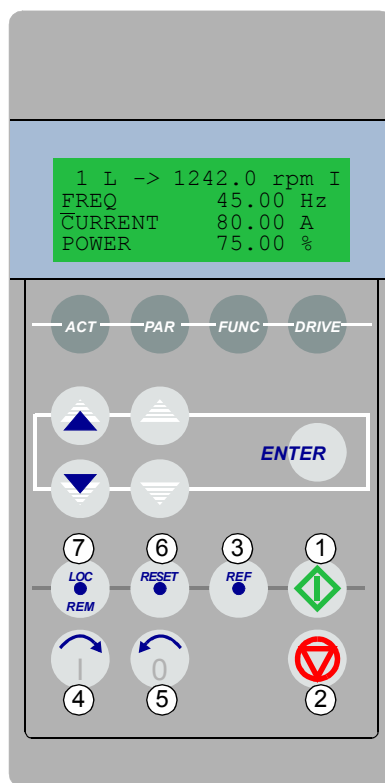 1 L -> 1242.0 rpm I
FREQ 45.00 Hz
CURRENT 80.00 A
POWER 75.00 %
ACT PAR FUNC DRIVE
ENTER
7 6 3 1
LOC RESET REF
REM
I 0
4 5 2